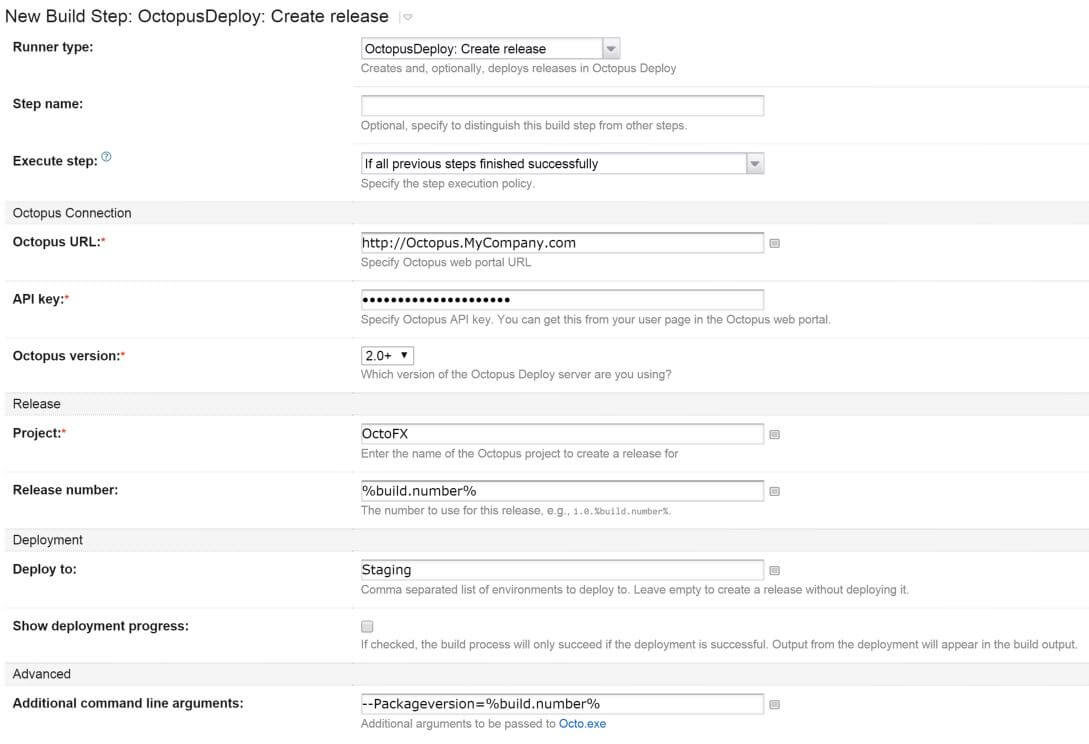 New Build Step: OctopusDeploy: Create release
Runner type:
OctopusDeploy: Create release
Creates and, optionally, deploys releases in Octopus Deploy
Step name:
Optional, specify to distinguish this build step from other steps.
Execute step: ?
If all previous steps finished successfully
Specify the step execution policy.
Octopus Connection
Octopus URL:*
http://Octopus.MyCompany.com
Specify Octopus web portal URL
API key:*
•••••••••••••••••••••
Specify Octopus API key. You can get this from your user page in the Octopus web portal.
Octopus version:*
2.0+
Which version of the Octopus Deploy server are you using?
Release
Project:*
OctoFX
Enter the name of the Octopus project to create a release for
Release number:
%build.number%
The number to use for this release, e.g., 1.0.%build.number%.
Deployment
Deploy to:
Staging
Comma separated list of environments to deploy to. Leave empty to create a release without deploying it.
Show deployment progress:
If checked, the build process will only succeed if the deployment is successful. Output from the deployment will appear in the build output.
Advanced
Additional command line arguments:
--Packageversion=%build.number%
Additional arguments to be passed to Octo.exe